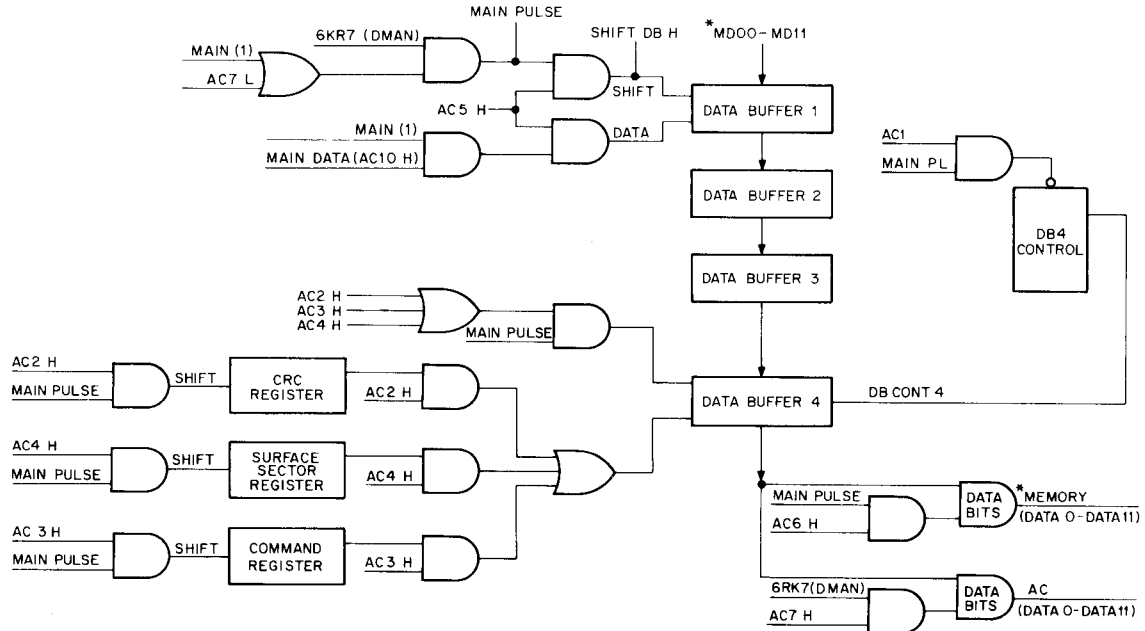 MAIN PULSE
6KR7 (DMAN)
SHIFT DB H
*MD00-MD11
MAIN (1)
AC7 L
SHIFT
DATA BUFFER 1
AC5 H
DATA
MAIN (1)
MAIN DATA (AC10 H)
AC1
MAIN PL
DATA BUFFER 2
DB4
CONTROL
DATA BUFFER 3
AC2 H
AC3 H
AC4 H
MAIN PULSE
AC2 H
MAIN PULSE
SHIFT
CRC
REGISTER
AC2 H
DATA BUFFER 4
DB CONT 4
AC4 H
MAIN PULSE
SHIFT
SURFACE
SECTOR
REGISTER
AC4 H
MAIN PULSE
AC6 H
DATA
BITS
*MEMORY
(DATA 0-DATA11)
AC 3 H
MAIN PULSE
SHIFT
COMMAND
REGISTER
AC3 H
6RK7(DMAN)
AC7 H
DATA
BITS
AC
(DATA 0-DATA11)